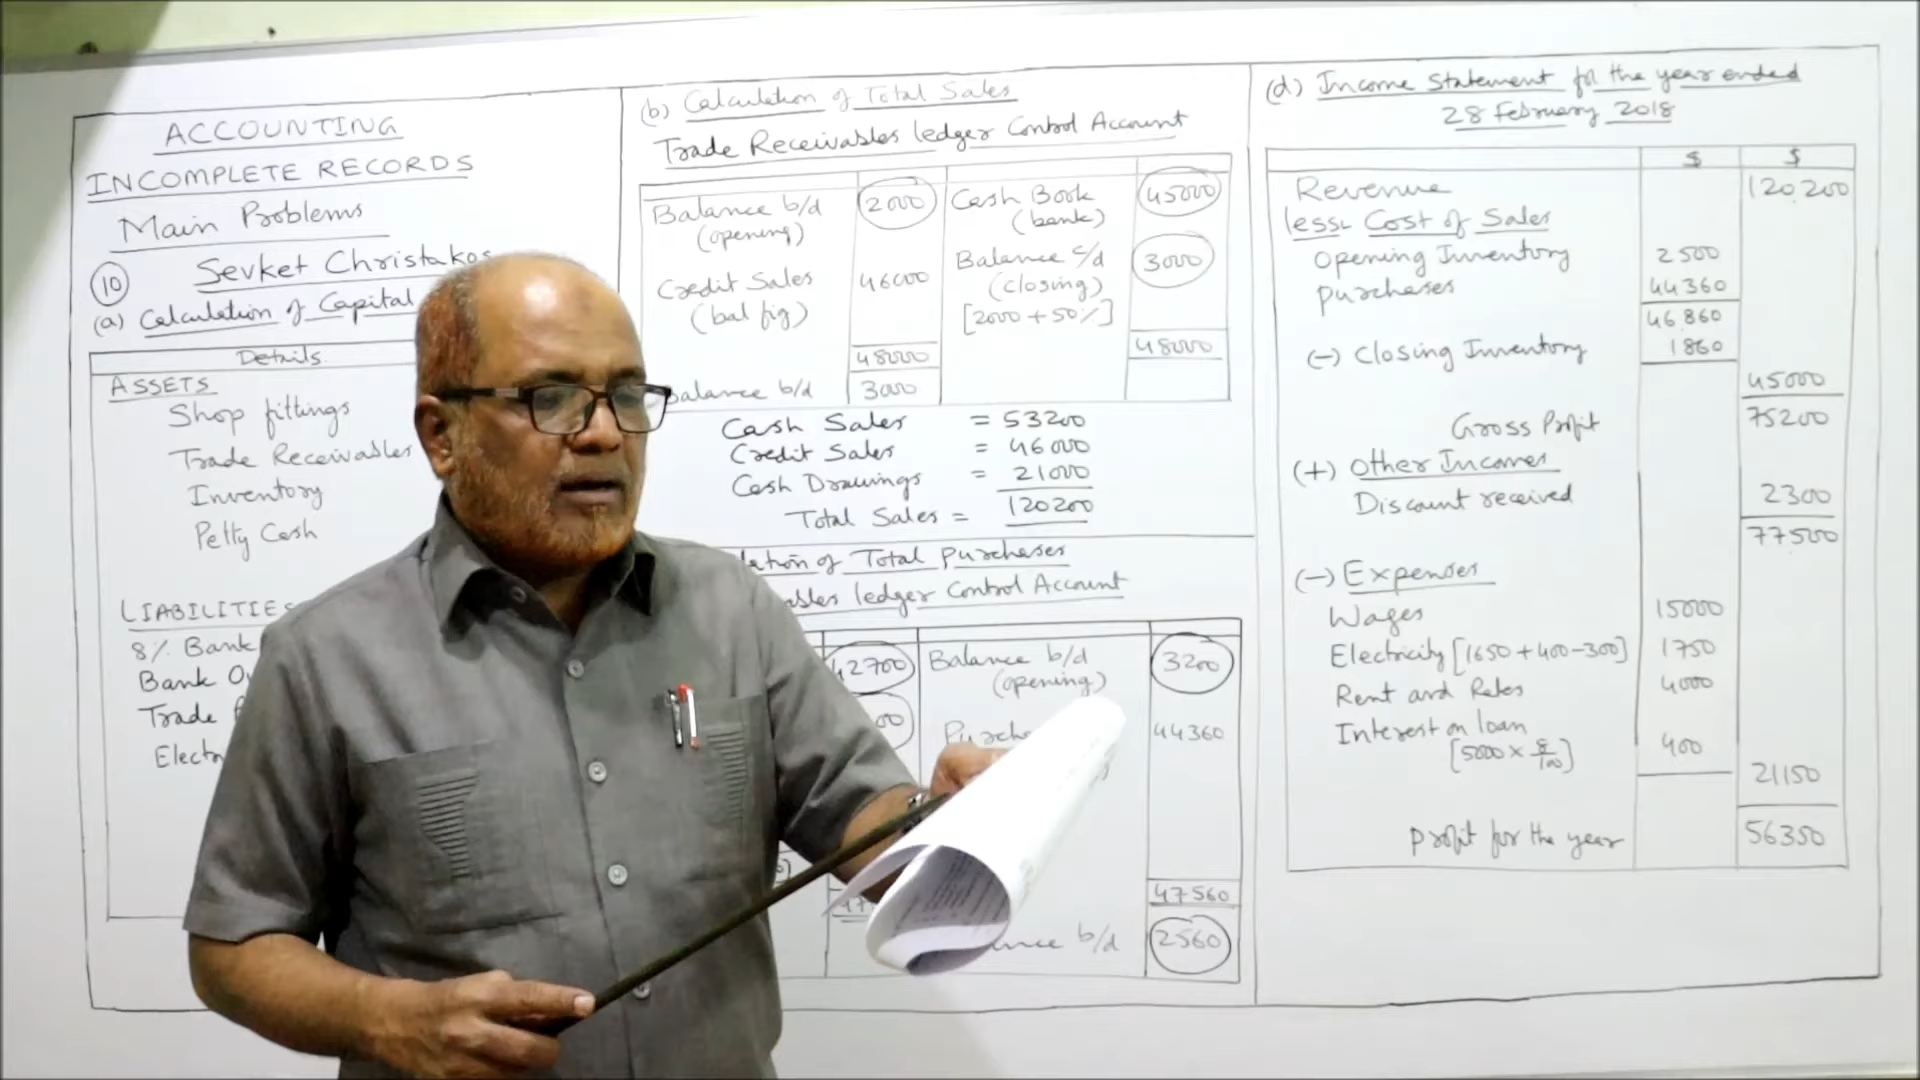 ACCOUNTING
INCOMPLETE RECORDS
Main Problems
(10) Sevket Christakos
(a) Calculation of Capital
Details
ASSETS
Shop fittings
Trade Receivables
Inventory
Petty Cash
LIABILITIES
8% Bank
Bank
Trade
(b) Calculation of Total Sales
Trade Receivables ledger Control Account
Balance b/d 2000 Cash Book 45000
(opening) (bank)
Balance c/d 3000
Credit Sales 46000 (closing)
(bal fig) [2000 + 50%]
48000 48000
Balance b/d 3000
Cash Sales = 53200
Credit Sales = 46000
Cash Drawings = 21000
Total Sales = 120200
of Total purchases
ledger Control Account
42700 Balance b/d 3200
(opening)
44360
47560
b/d 2560
(d) Income Statement for the year ended
28 February 2018
$ $
Revenue 120200
less Cost of Sales
Opening Inventory 2500
purchases 44360
46860
(-) Closing Inventory 1860
45000
Gross Profit 75200
(+) Other Incomes
Discount received 2300
77500
(-) Expenses
Wages 15000
Electricity [1650 + 400 - 300] 1750
Rent and Rates 4000
Interest on loan
[5000 × 8/100] 400
21150
profit for the year 56350